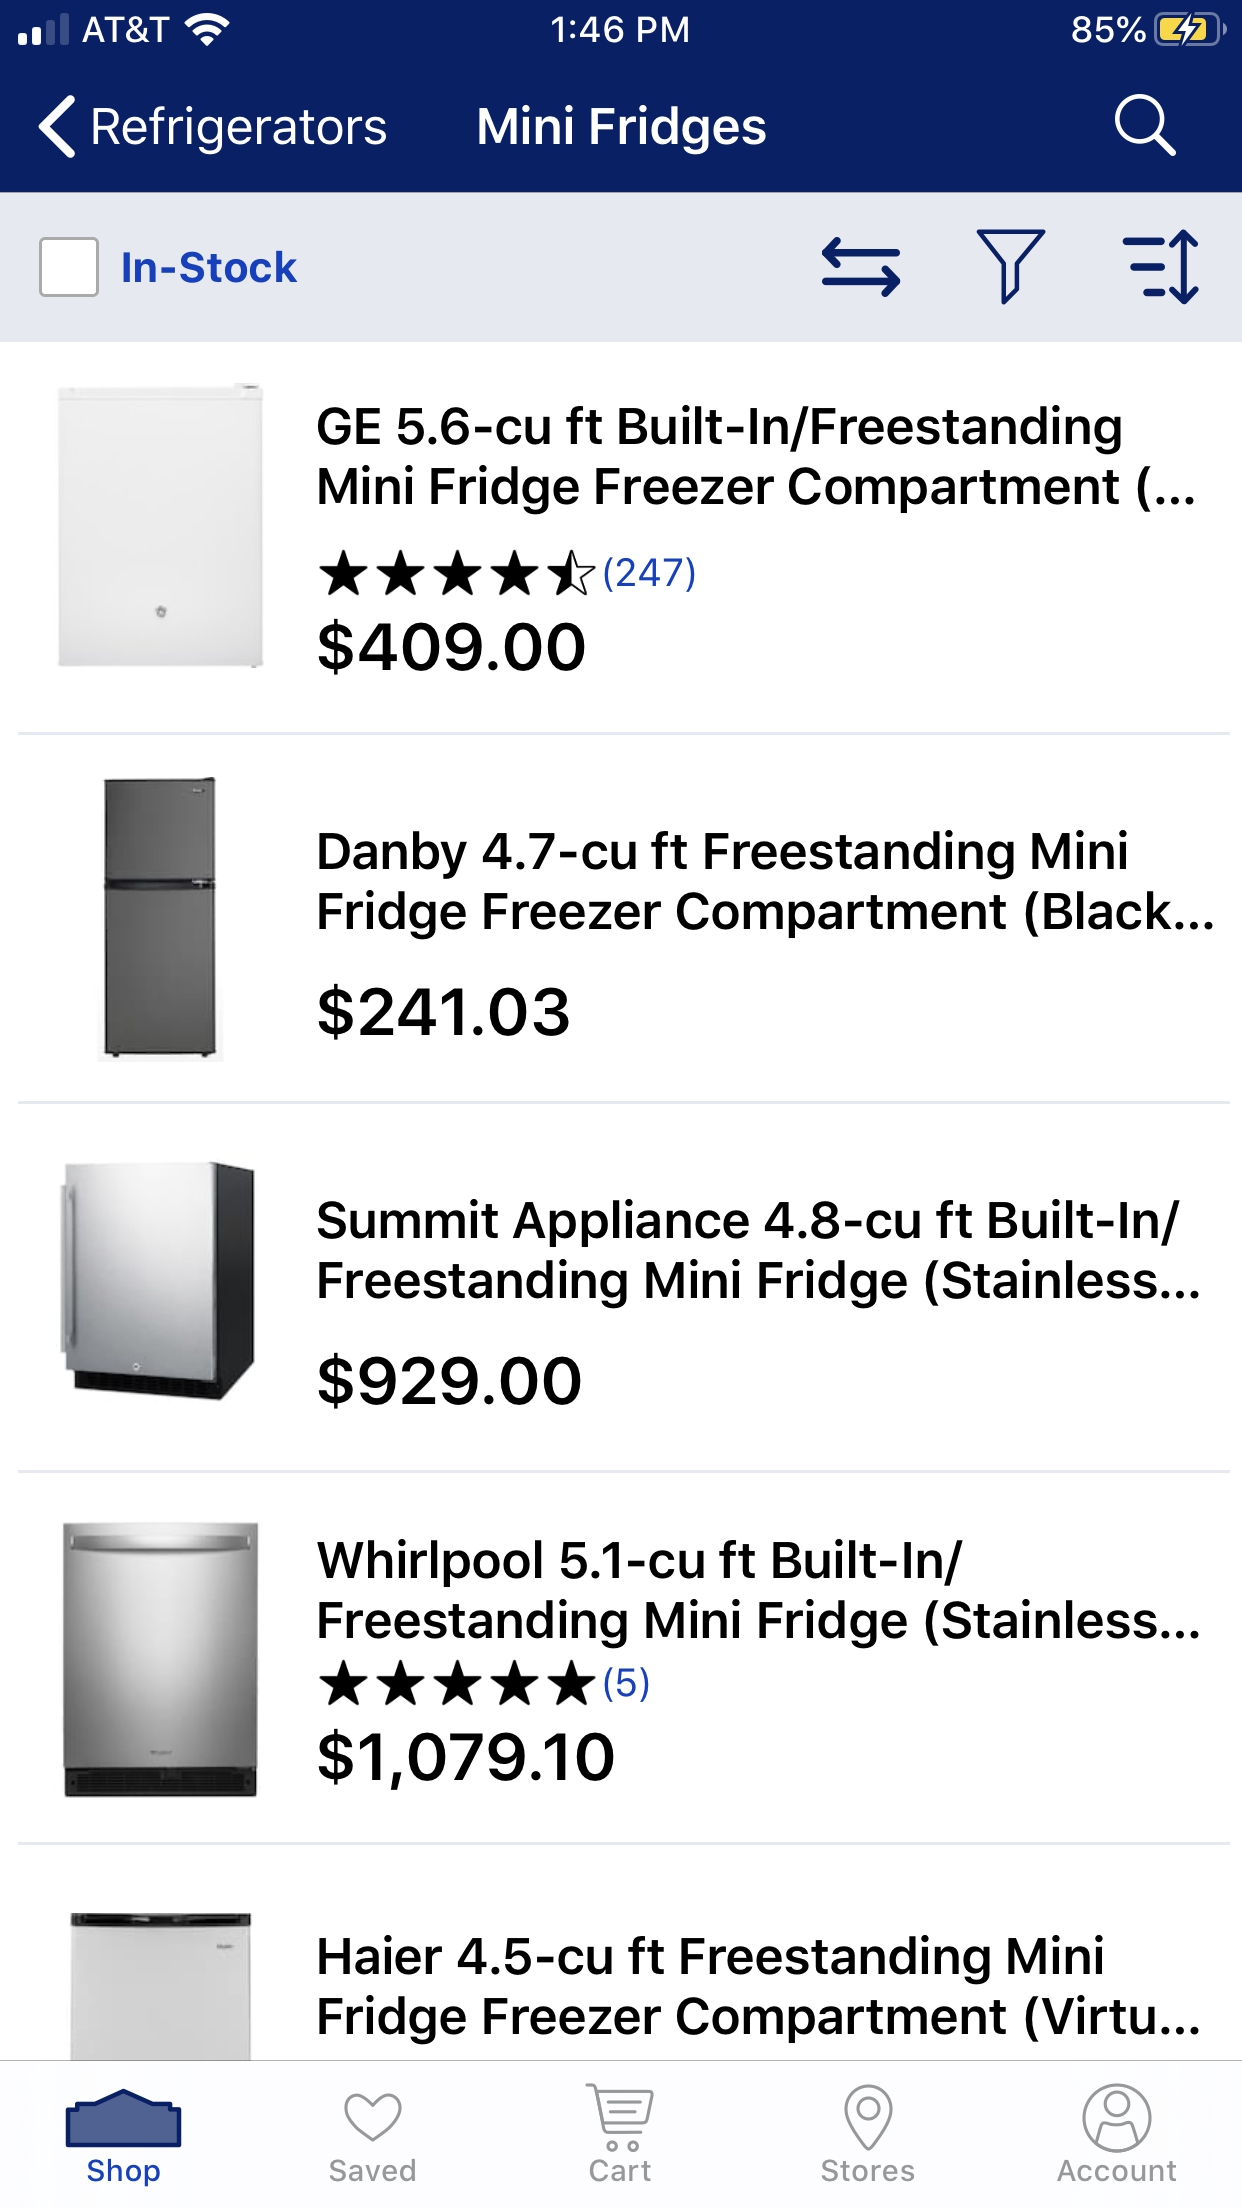 AT&T 1:46 PM 85%
Refrigerators Mini Fridges
In-Stock
GE 5.6-cu ft Built-In/Freestanding
Mini Fridge Freezer Compartment (...
(247)
$409.00
Danby 4.7-cu ft Freestanding Mini
Fridge Freezer Compartment (Black...
$241.03
Summit Appliance 4.8-cu ft Built-In/
Freestanding Mini Fridge (Stainless...
$929.00
Whirlpool 5.1-cu ft Built-In/
Freestanding Mini Fridge (Stainless...
(5)
$1,079.10
Haier 4.5-cu ft Freestanding Mini
Fridge Freezer Compartment (Virtu...
Shop Saved Cart Stores Account